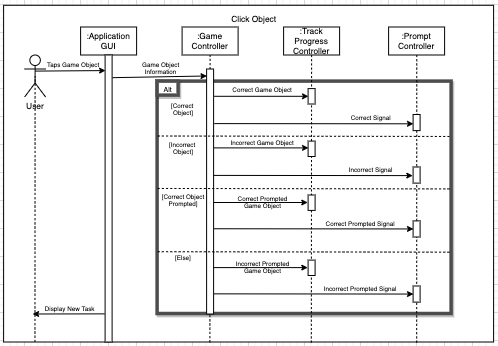 Click Object
:Application
GUI
:Game
Controller
:Track
Progress
Controller
:Prompt
Controller
User
Taps Game Object
Game Object
Information
Alt
[Correct
Object]
Correct Game Object
Correct Signal
[Incorrect
Object]
Incorrect Game Object
Incorrect Signal
[Correct Object
Prompted]
Correct Prompted
Game Object
Correct Prompted Signal
[Else]
Incorrect Prompted
Game Object
Incorrect Prompted Signal
Display New Task